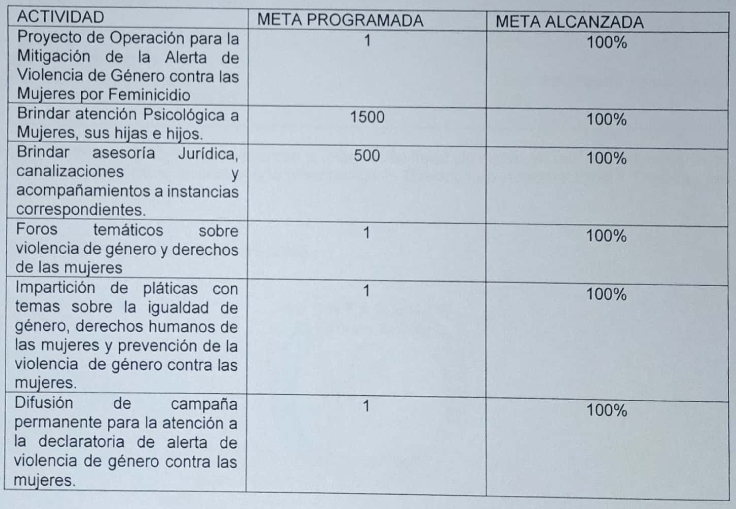 ACTIVIDAD META PROGRAMADA META ALCANZADA
Proyecto de Operación para la 1 100%
Mitigación de la Alerta de
Violencia de Género contra las
Mujeres por Feminicidio
Brindar atención Psicológica a 1500 100%
Mujeres, sus hijas e hijos.
Brindar asesoría Jurídica, 500 100%
canalizaciones y
acompañamientos a instancias
correspondientes.
Foros temáticos sobre 1 100%
violencia de género y derechos
de las mujeres
Impartición de pláticas con 1 100%
temas sobre la igualdad de
género, derechos humanos de
las mujeres y prevención de la
violencia de género contra las
mujeres.
Difusión de campaña 1 100%
permanente para la atención a
la declaratoria de alerta de
violencia de género contra las
mujeres.